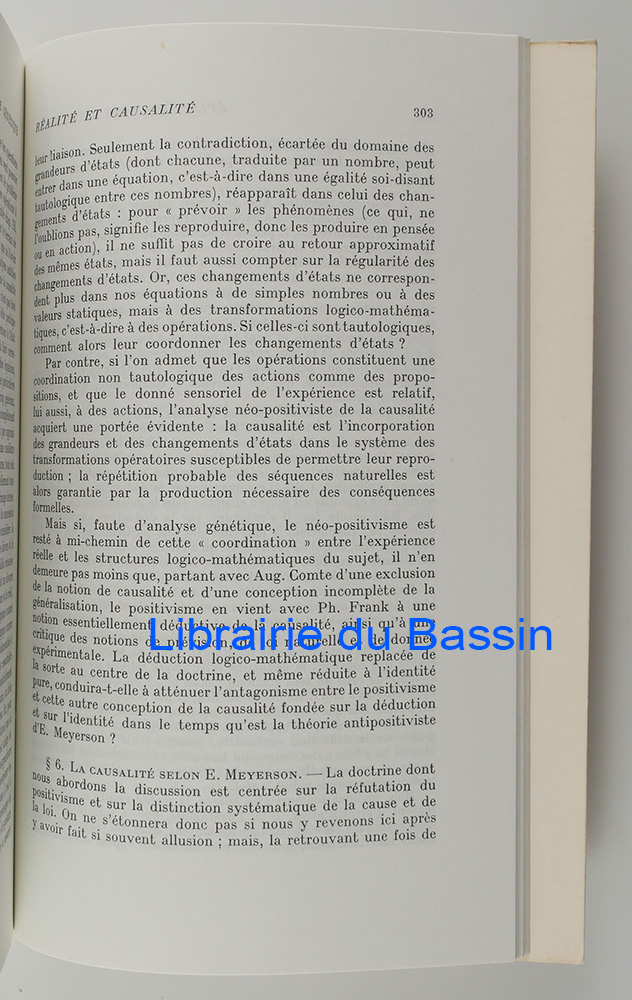 RÉALITÉ ET CAUSALITÉ 303
leur liaison. Seulement la contradiction, écartée du domaine des
grandeurs d'états (dont chacune, traduite par un nombre, peut
entrer dans une équation, c'est-à-dire dans une égalité soi-disant
tautologique entre ces nombres), réapparaît dans celui des chan-
gements d'états : pour « prévoir » les phénomènes (ce qui, ne
l'oublions pas, signifie les reproduire, donc les produire en pensée
ou en action), il ne suffit pas de croire au retour approximatif
des mêmes états, mais il faut aussi compter sur la régularité des
changements d'états. Or, ces changements d'états ne correspon-
dent plus dans nos équations à de simples nombres ou à des
valeurs statiques, mais à des transformations logico-mathéma-
tiques, c'est-à-dire à des opérations. Si celles-ci sont tautologiques,
comment alors leur coordonner les changements d'états ?
Par contre, si l'on admet que les opérations constituent une
coordination non tautologique des actions comme des propo-
sitions, et que le donné sensoriel de l'expérience est relatif,
lui aussi, à des actions, l'analyse néo-positiviste de la causalité
acquiert une portée évidente : la causalité est l'incorporation
des grandeurs et des changements d'états dans le système des
transformations opératoires susceptibles de permettre leur repro-
duction ; la répétition probable des séquences naturelles est
alors garantie par la production nécessaire des conséquences
formelles.
Mais si, faute d'analyse génétique, le néo-positivisme est
resté à mi-chemin de cette « coordination » entre l'expérience
réelle et les structures logico-mathématiques du sujet, il n'en
demeure pas moins que, partant avec Aug. Comte d'une exclusion
de la notion de causalité et d'une conception incomplète de la
généralisation, le positivisme en vient avec Ph. Frank à une
notion essentiellement déductive de la causalité, ainsi qu'à une
critique des notions de précision, de loi naturelle et de donnée
expérimentale. La déduction logico-mathématique replacée de
la sorte au centre de la doctrine, et même réduite à l'identité
pure, conduira-t-elle à atténuer l'antagonisme entre le positivisme
et cette autre conception de la causalité fondée sur la déduction
et sur l'identité dans le temps qu'est la théorie antipositiviste
d'E. Meyerson ?
§ 6. LA CAUSALITÉ SELON E. MEYERSON. — La doctrine dont
nous abordons la discussion est centrée sur la réfutation du
positivisme et sur la distinction systématique de la cause et de
la loi. On ne s'étonnera donc pas si nous y revenons ici après
y avoir fait si souvent allusion ; mais, la retrouvant une fois de
Librairie du Bassin